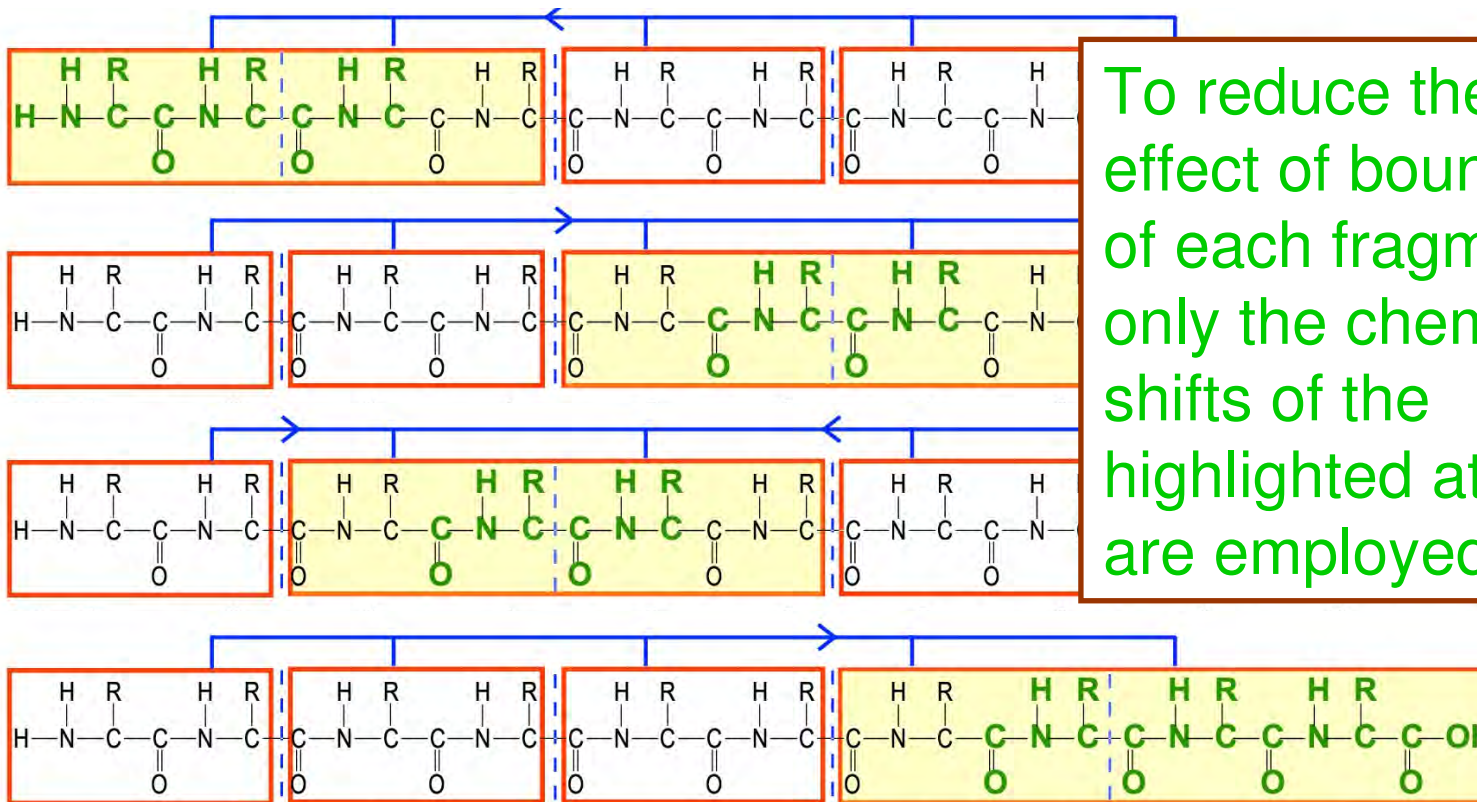 H R H R H R H R H R H R H R H
H–N–C–C–N–C–C–N–C–C–N–C–C–N–C–C–N–C–C–N–C–C–N–
O O O O O O O
H R H R H R H R H R H R H R H
H–N–C–C–N–C–C–N–C–C–N–C–C–N–C–C–N–C–C–N–C–C–N–
O O O O O O O
H R H R H R H R H R H R H R H
H–N–C–C–N–C–C–N–C–C–N–C–C–N–C–C–N–C–C–N–C–C–N–
O O O O O O O
H R H R H R H R H R H R H R H R H R H R
H–N–C–C–N–C–C–N–C–C–N–C–C–N–C–C–N–C–C–N–C–C–N–C–C–N–C–C–N–C–C–OH
O O O O O O O O O O
To reduce the
effect of boun
of each fragm
only the chem
shifts of the
highlighted at
are employed